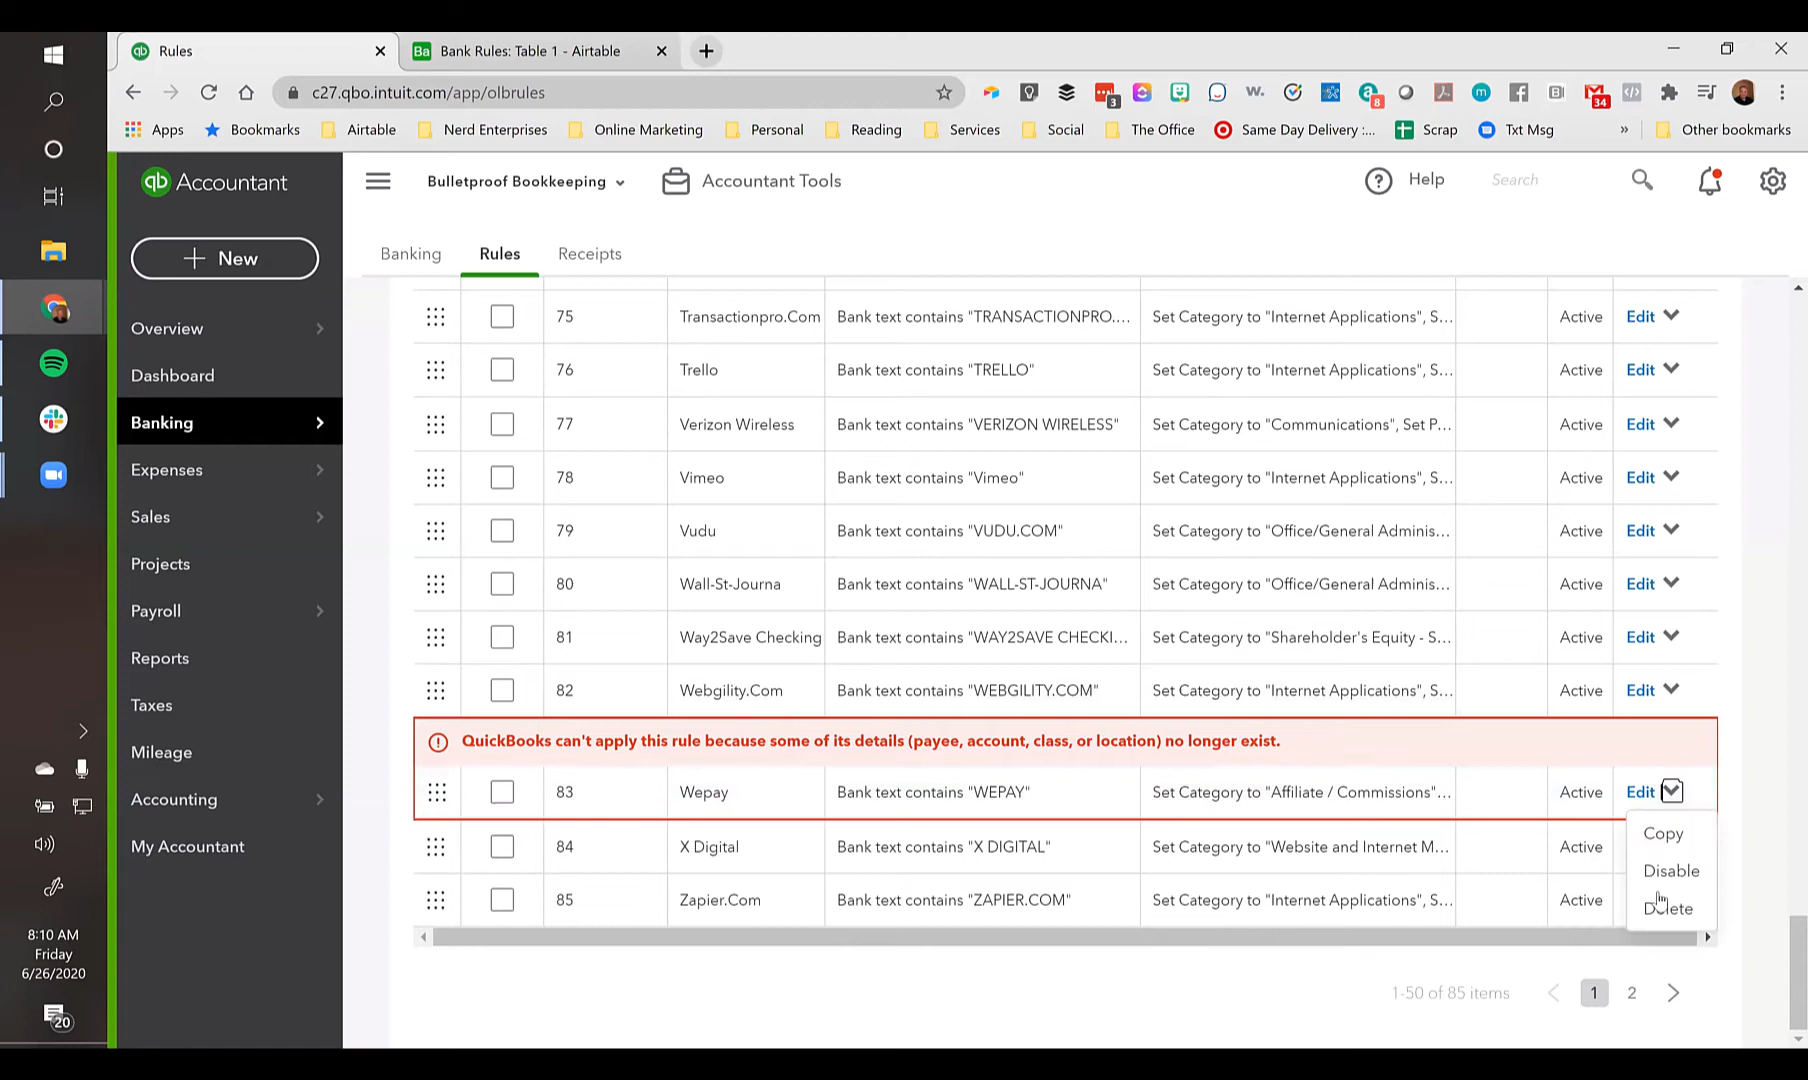 Rules
Ba Bank Rules: Table 1 - Airtable
c27.qbo.intuit.com/app/olbrules
3
8
34
Apps Bookmarks Airtable Nerd Enterprises Online Marketing Personal Reading Services Social The Office Same Day Delivery :... Scrap Txt Msg » Other bookmarks
qb Accountant
Bulletproof Bookkeeping Accountant Tools Help Search
+ New
Banking Rules Receipts
Overview
Dashboard
Banking
Expenses
Sales
Projects
Payroll
Reports
Taxes
Mileage
Accounting
My Accountant
75 Transactionpro.Com Bank text contains "TRANSACTIONPRO.... Set Category to "Internet Applications", S... Active Edit
76 Trello Bank text contains "TRELLO" Set Category to "Internet Applications", S... Active Edit
77 Verizon Wireless Bank text contains "VERIZON WIRELESS" Set Category to "Communications", Set P... Active Edit
78 Vimeo Bank text contains "Vimeo" Set Category to "Internet Applications", S... Active Edit
79 Vudu Bank text contains "VUDU.COM" Set Category to "Office/General Adminis... Active Edit
80 Wall-St-Journa Bank text contains "WALL-ST-JOURNA" Set Category to "Office/General Adminis... Active Edit
81 Way2Save Checking Bank text contains "WAY2SAVE CHECKI... Set Category to "Shareholder's Equity - S... Active Edit
82 Webgility.Com Bank text contains "WEBGILITY.COM" Set Category to "Internet Applications", S... Active Edit
QuickBooks can't apply this rule because some of its details (payee, account, class, or location) no longer exist.
83 Wepay Bank text contains "WEPAY" Set Category to "Affiliate / Commissions"... Active Edit
Copy
84 X Digital Bank text contains "X DIGITAL" Set Category to "Website and Internet M... Active
Disable
85 Zapier.Com Bank text contains "ZAPIER.COM" Set Category to "Internet Applications", S... Active
Delete
1-50 of 85 items 1 2
8:10 AM
Friday
6/26/2020
20